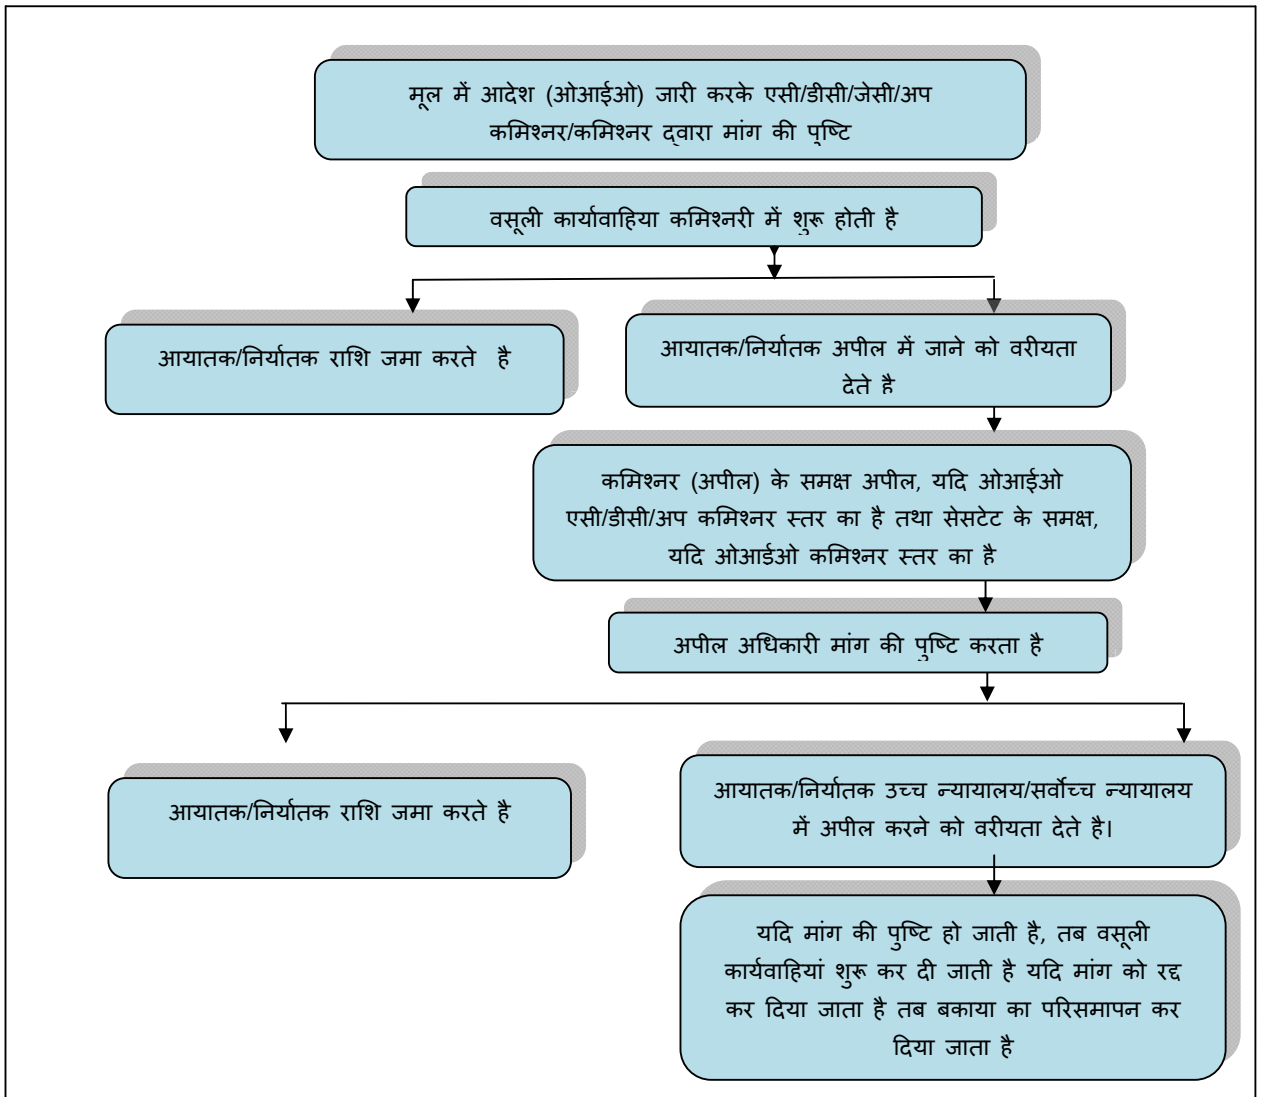 मूल में आदेश (ओआईओ) जारी करके एसी/डीसी/जेसी/अप
कमिश्नर/कमिश्नर द्वारा मांग की पुष्टि
वसूली कार्यावाहिया कमिश्नरी में शुरू होती है
आयातक/निर्यातक राशि जमा करते है
आयातक/निर्यातक अपील में जाने को वरीयता
देते है
कमिश्नर (अपील) के समक्ष अपील, यदि ओआईओ
एसी/डीसी/अप कमिश्नर स्तर का है तथा सेसटेट के समक्ष,
यदि ओआईओ कमिश्नर स्तर का है
अपील अधिकारी मांग की पुष्टि करता है
आयातक/निर्यातक राशि जमा करते है
आयातक/निर्यातक उच्च न्यायालय/सर्वोच्च न्यायालय
में अपील करने को वरीयता देते है।
यदि मांग की पुष्टि हो जाती है, तब वसूली
कार्यवाहियां शुरू कर दी जाती है यदि मांग को रद्द
कर दिया जाता है तब बकाया का परिसमापन कर
दिया जाता है